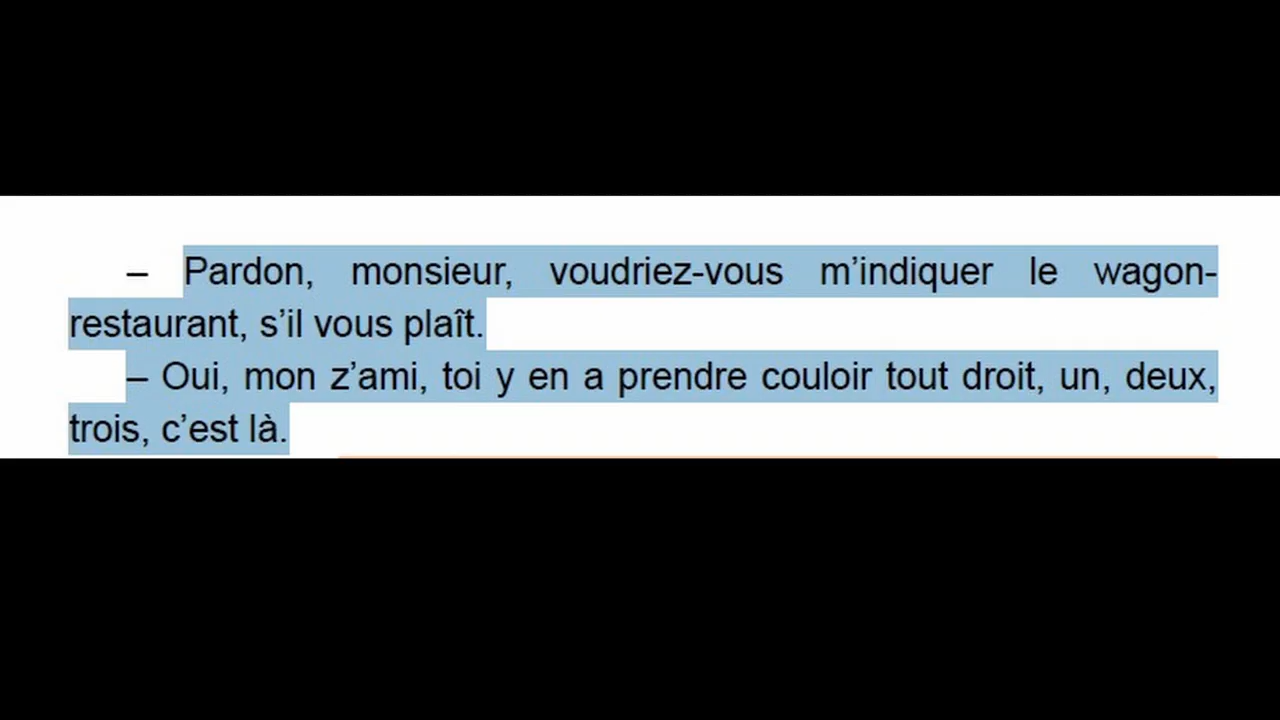 – Pardon, monsieur, voudriez-vous m’indiquer le wagon-
restaurant, s’il vous plaît.
– Oui, mon z’ami, toi y en a prendre couloir tout droit, un, deux,
trois, c’est là.